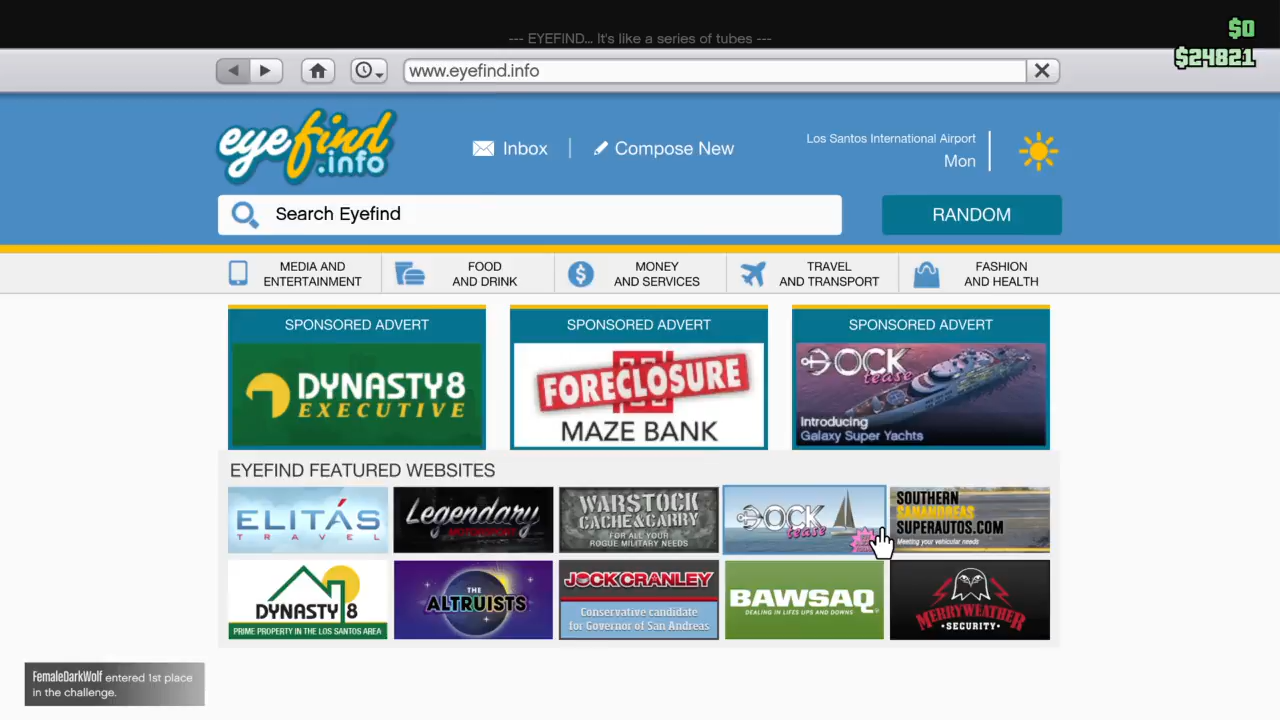 --- EYEFIND... It's like a series of tubes ---
$0
$24821
www.eyefind.info
eyefind
.info
Inbox
Compose New
Los Santos International Airport
Mon
Search Eyefind
RANDOM
MEDIA AND
ENTERTAINMENT
FOOD
AND DRINK
MONEY
AND SERVICES
TRAVEL
AND TRANSPORT
FASHION
AND HEALTH
SPONSORED ADVERT
SPONSORED ADVERT
SPONSORED ADVERT
DYNASTY8
EXECUTIVE
FORECLOSURE
MAZE BANK
DOCK
tease
Introducing
Galaxy Super Yachts
EYEFIND FEATURED WEBSITES
ELITÁS
TRAVEL
Legendary
MOTORSPORT
WARSTOCK
CACHE&CARRY
FOR ALL YOUR
ROGUE MILITARY NEEDS
DOCK
tease
SOUTHERN
SANANDREAS
SUPERAUTOS.COM
Meeting your vehicular needs
DYNASTY 8
PRIME PROPERTY IN THE LOS SANTOS AREA
THE
ALTRUISTS
JOCK CRANLEY
Conservative candidate
for Governor of San Andreas
BAWSAQ
DEALING IN LIFES UPS AND DOWNS
MERRYWEATHER
SECURITY
FemaleDarkWolf entered 1st place
in the challenge.